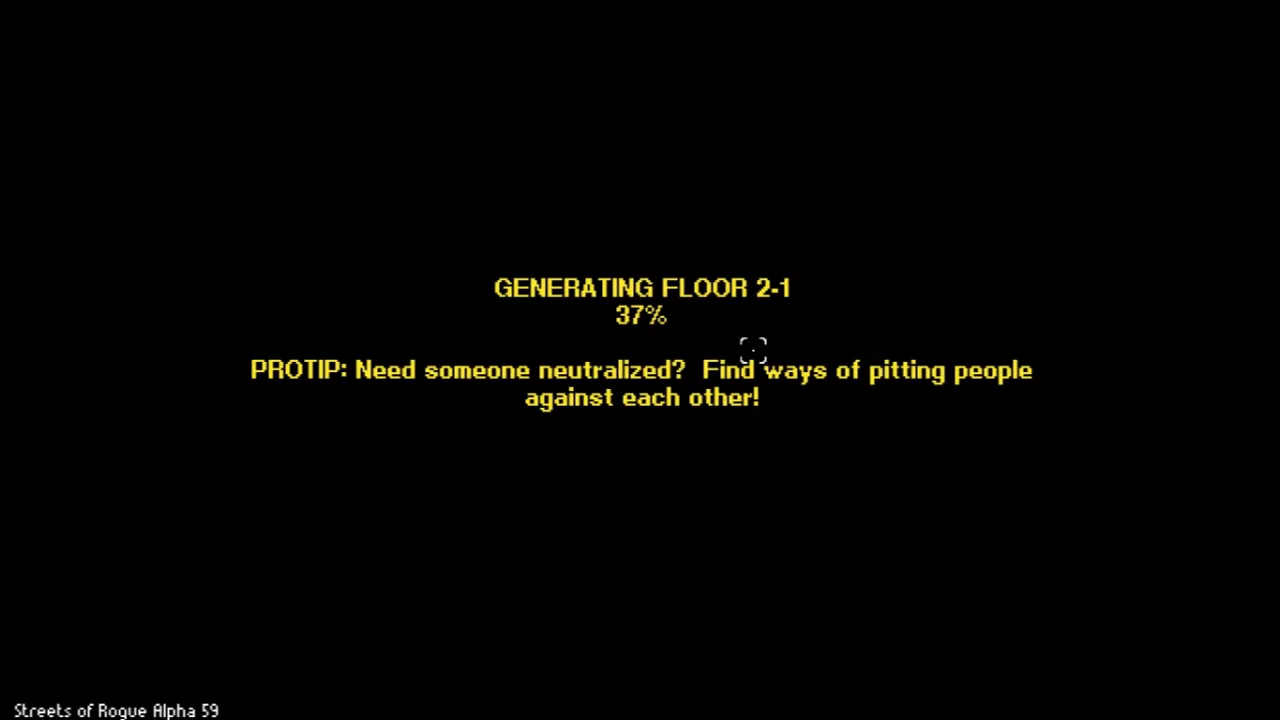 GENERATING FLOOR 2-1
37%
PROTIP: Need someone neutralized?  Find ways of pitting people
against each other!
Streets of Rogue Alpha 59